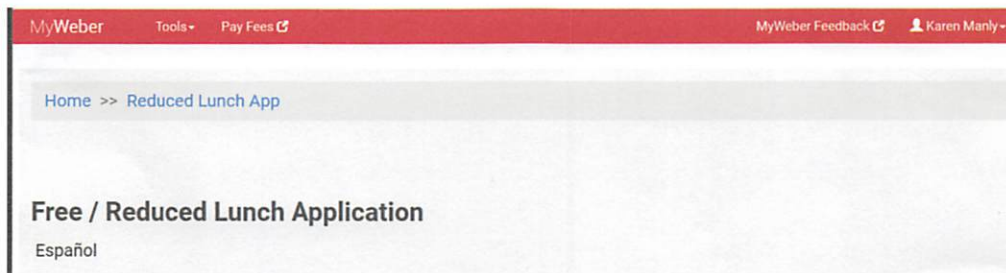 MyWeber Tools Pay Fees MyWeber Feedback Karen Manly
Home >> Reduced Lunch App
Free / Reduced Lunch Application
Español